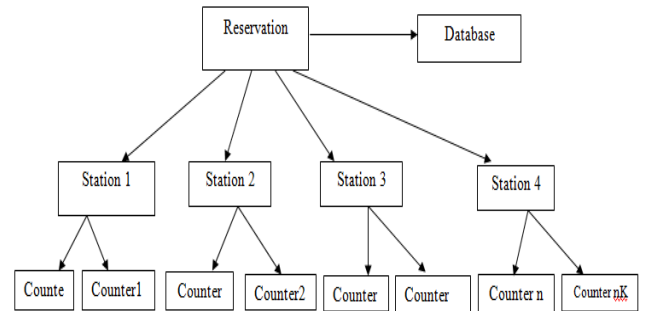 Reservation
Database
Station 1
Station 2
Station 3
Station 4
Counte
Counter1
Counter
Counter2
Counter
Counter
Counter n
Counter nK